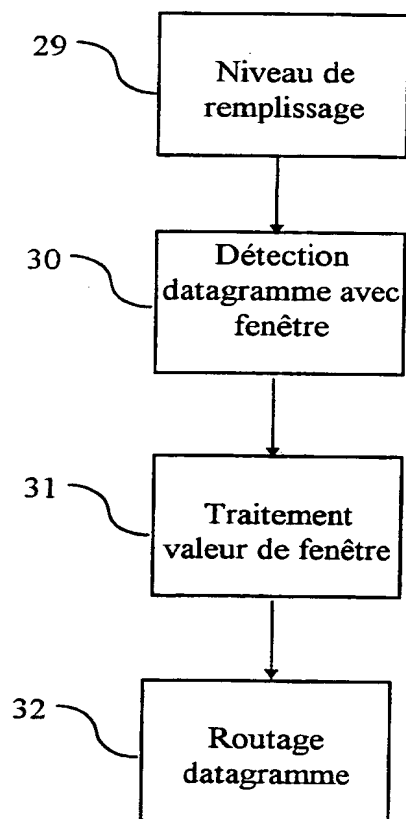 29
Niveau de
remplissage
30
Détection
datagramme avec
fenêtre
31
Traitement
valeur de fenêtre
32
Routage
datagramme